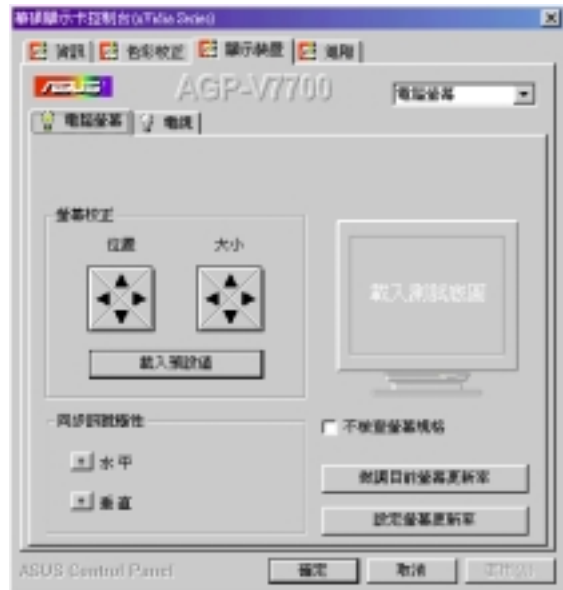 華碩顯示卡控制台(nVidia Series)
資訊 色彩校正 顯示裝置 進階
ASUS AGP-V7700 電腦螢幕
電腦螢幕 電視
螢幕校正
位置 大小
載入測試底圖
載入預設值
同步訊號極性
不檢查螢幕規格
水平
微調目前螢幕更新率
垂直
設定螢幕更新率
ASUS Control Panel 確定 取消 套用(A)